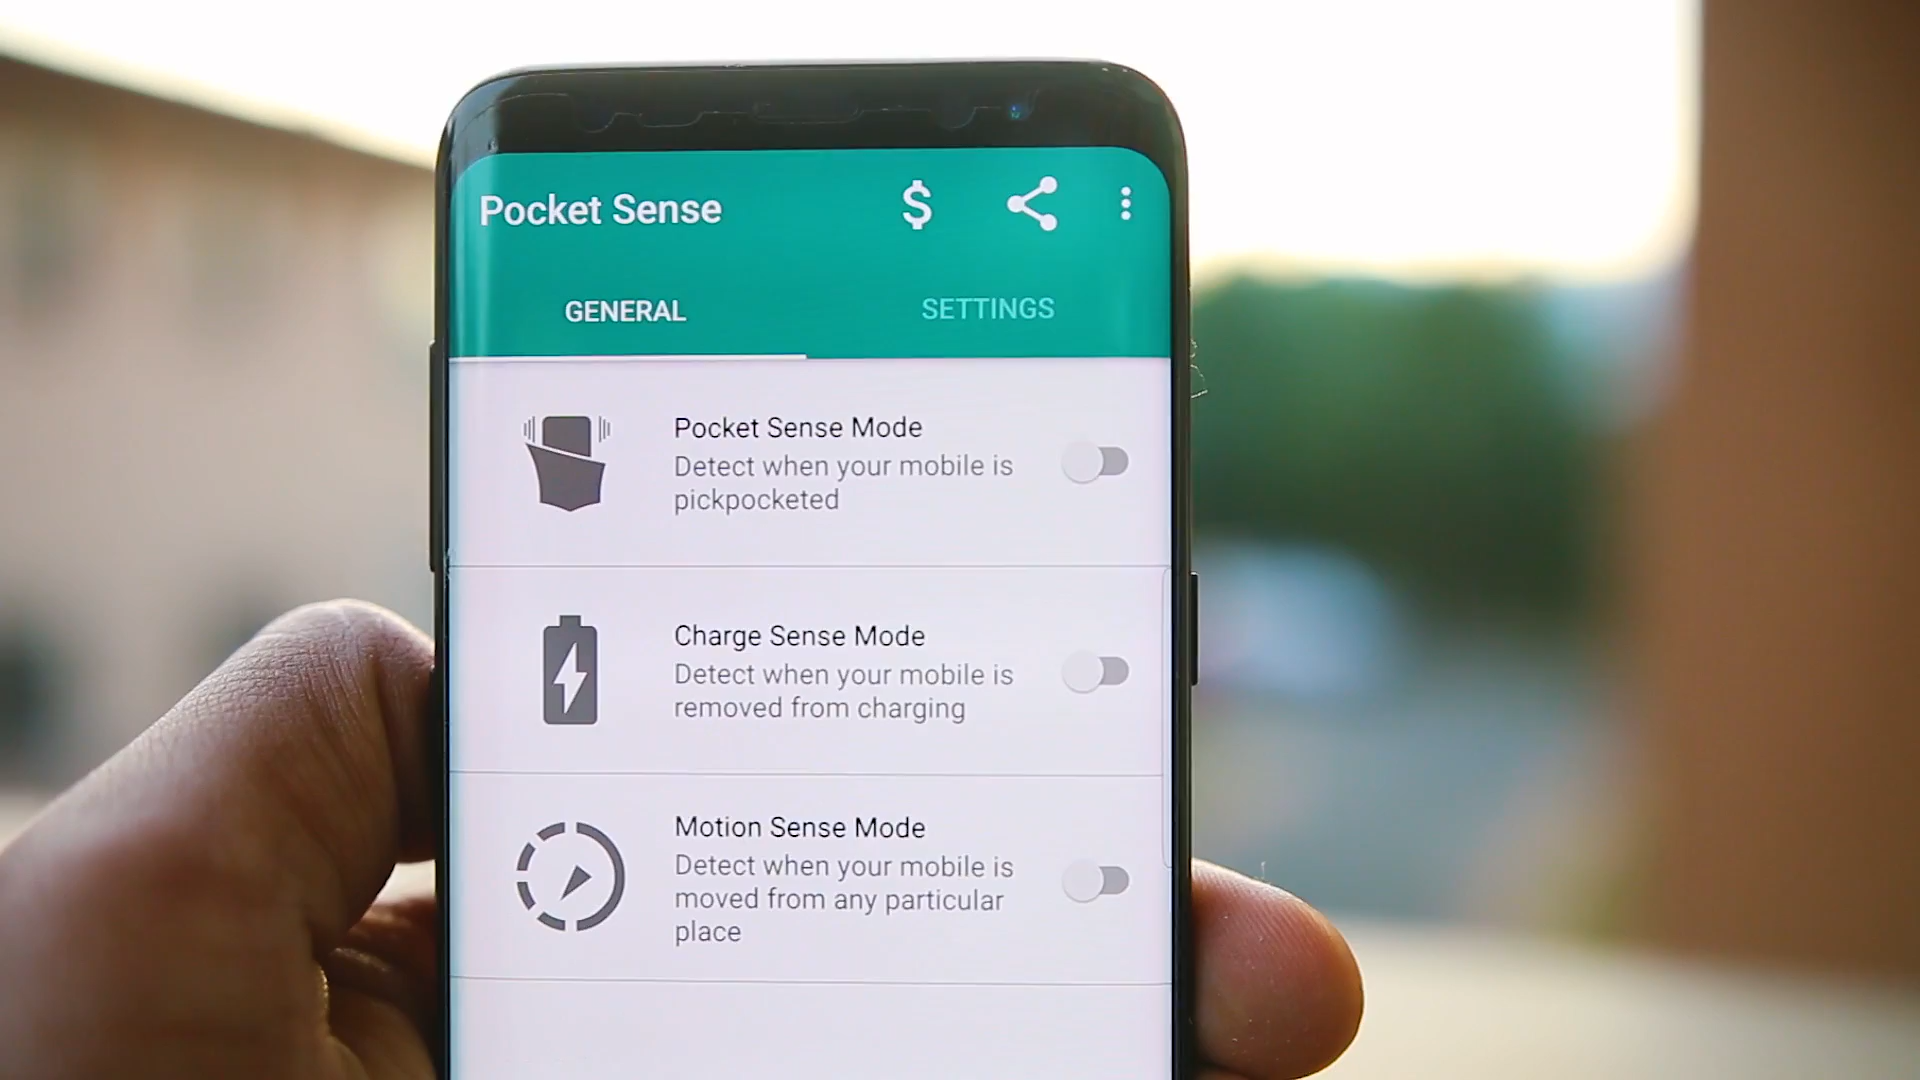 Pocket Sense $
GENERAL SETTINGS
Pocket Sense Mode
Detect when your mobile is
pickpocketed
Charge Sense Mode
Detect when your mobile is
removed from charging
Motion Sense Mode
Detect when your mobile is
moved from any particular
place